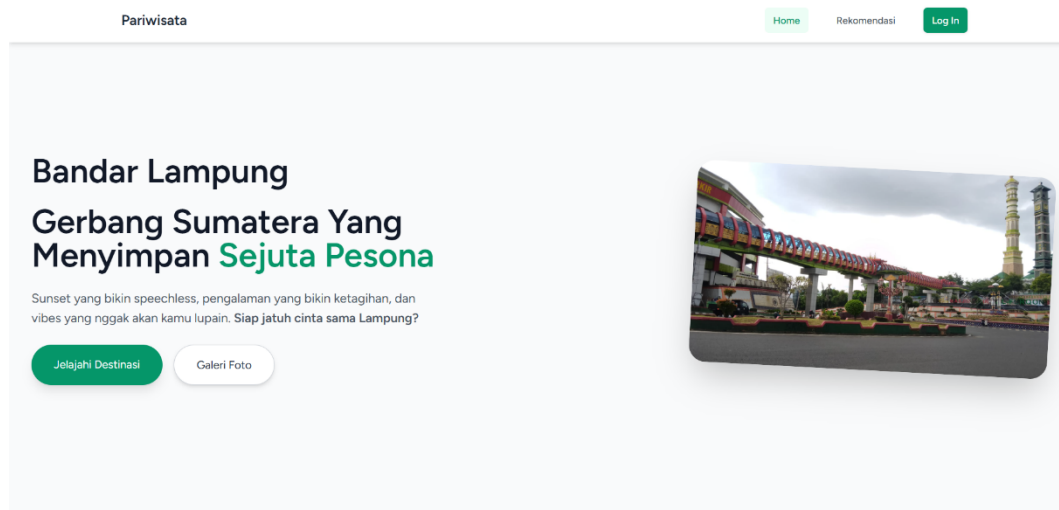 Pariwisata
Home
Rekomendasi
Log In
Bandar Lampung
Gerbang Sumatera Yang
Menyimpan Sejuta Pesona
Sunset yang bikin speechless, pengalaman yang bikin ketagihan, dan
vibes yang nggak akan kamu lupain. Siap jatuh cinta sama Lampung?
Jelajahi Destinasi
Galeri Foto